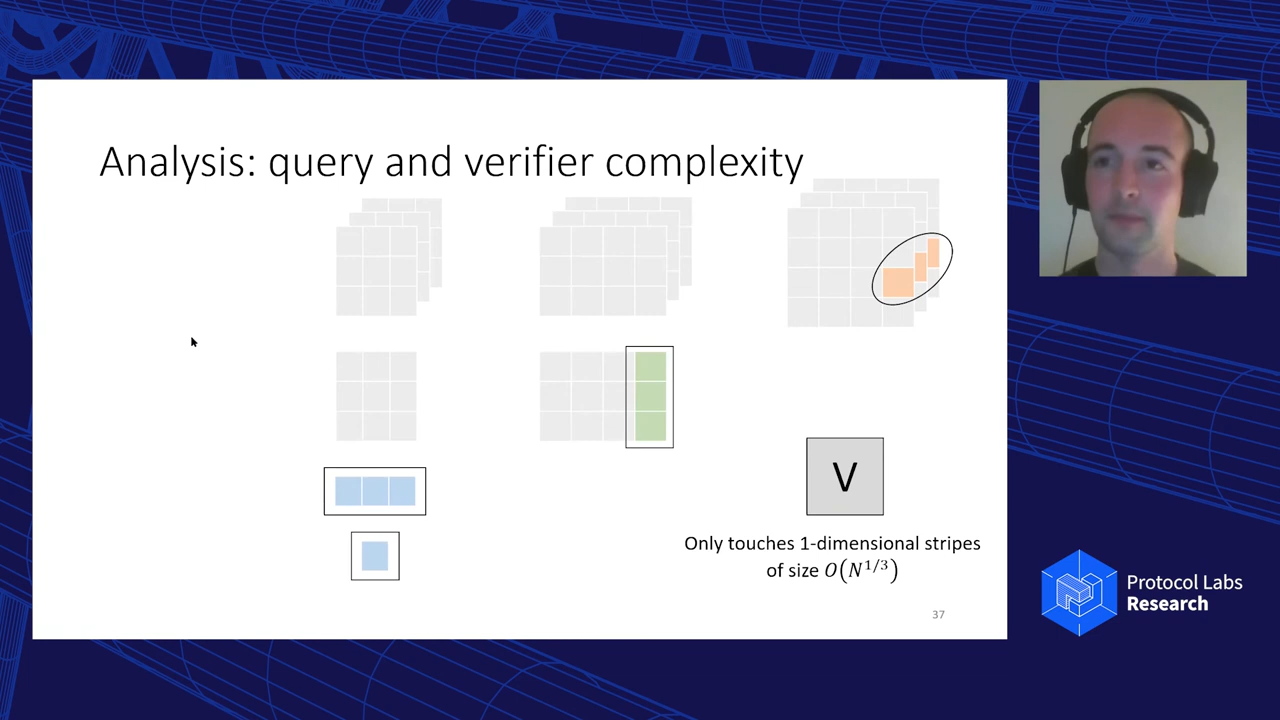 Analysis: query and verifier complexity
V
Only touches 1-dimensional stripes
of size O(N^{1/3})
37
Protocol Labs
Research